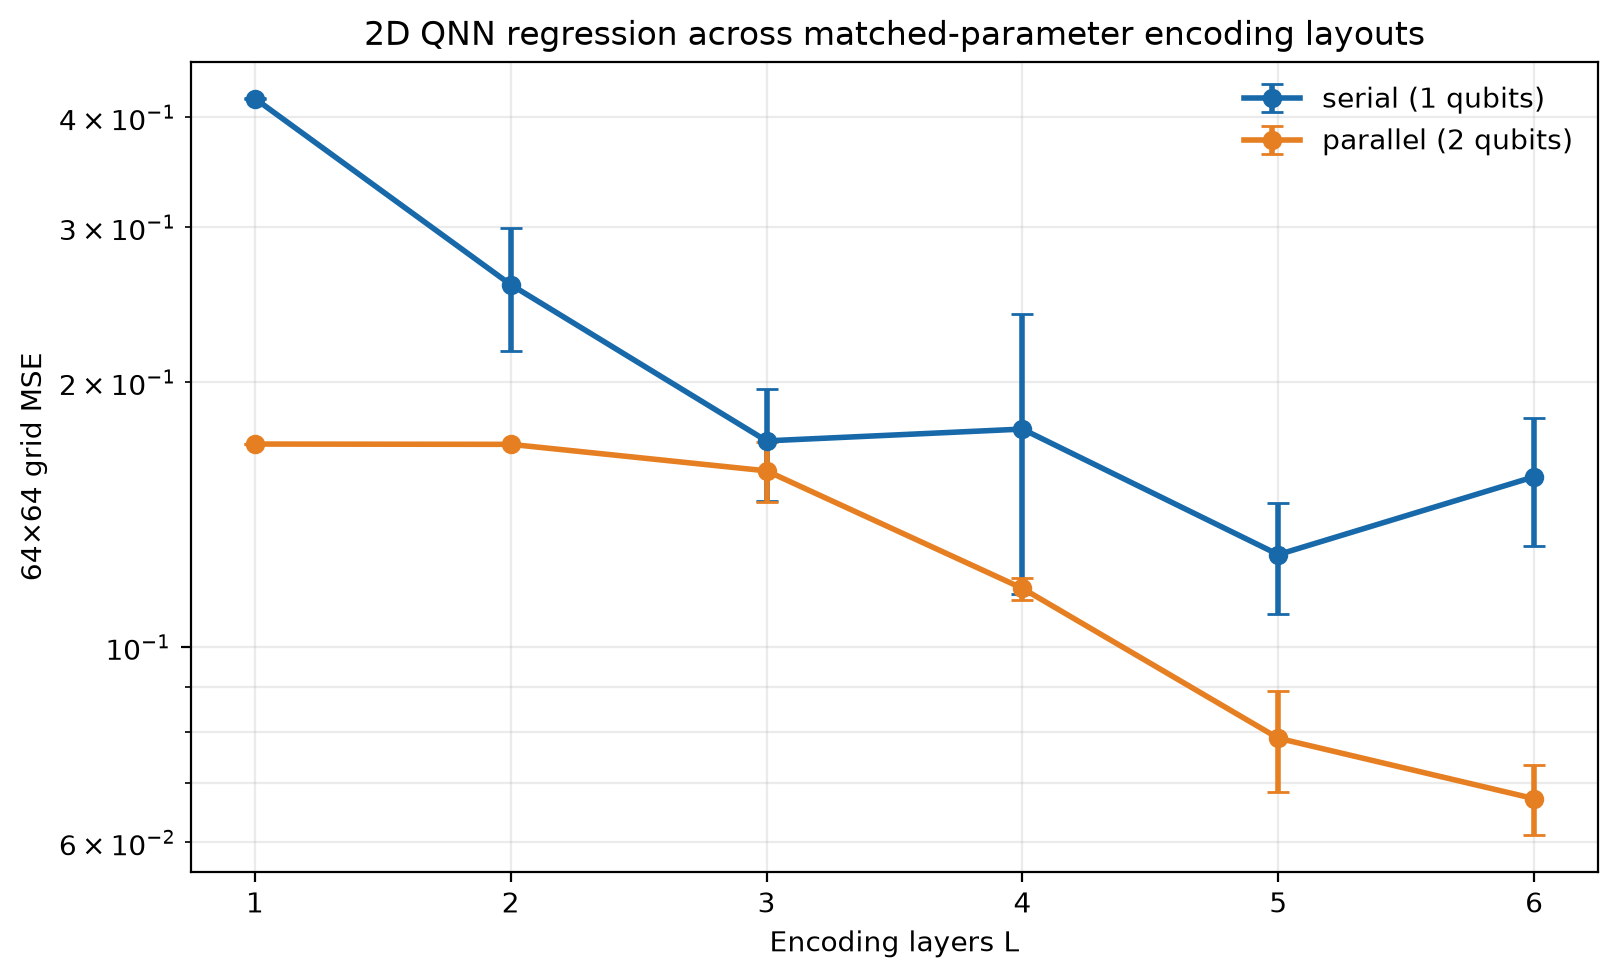 2D QNN regression across matched-parameter encoding layouts
serial (1 qubits)
parallel (2 qubits)
64×64 grid MSE
4 × 10⁻¹
3 × 10⁻¹
2 × 10⁻¹
10⁻¹
6 × 10⁻²
1 2 3 4 5 6
Encoding layers L